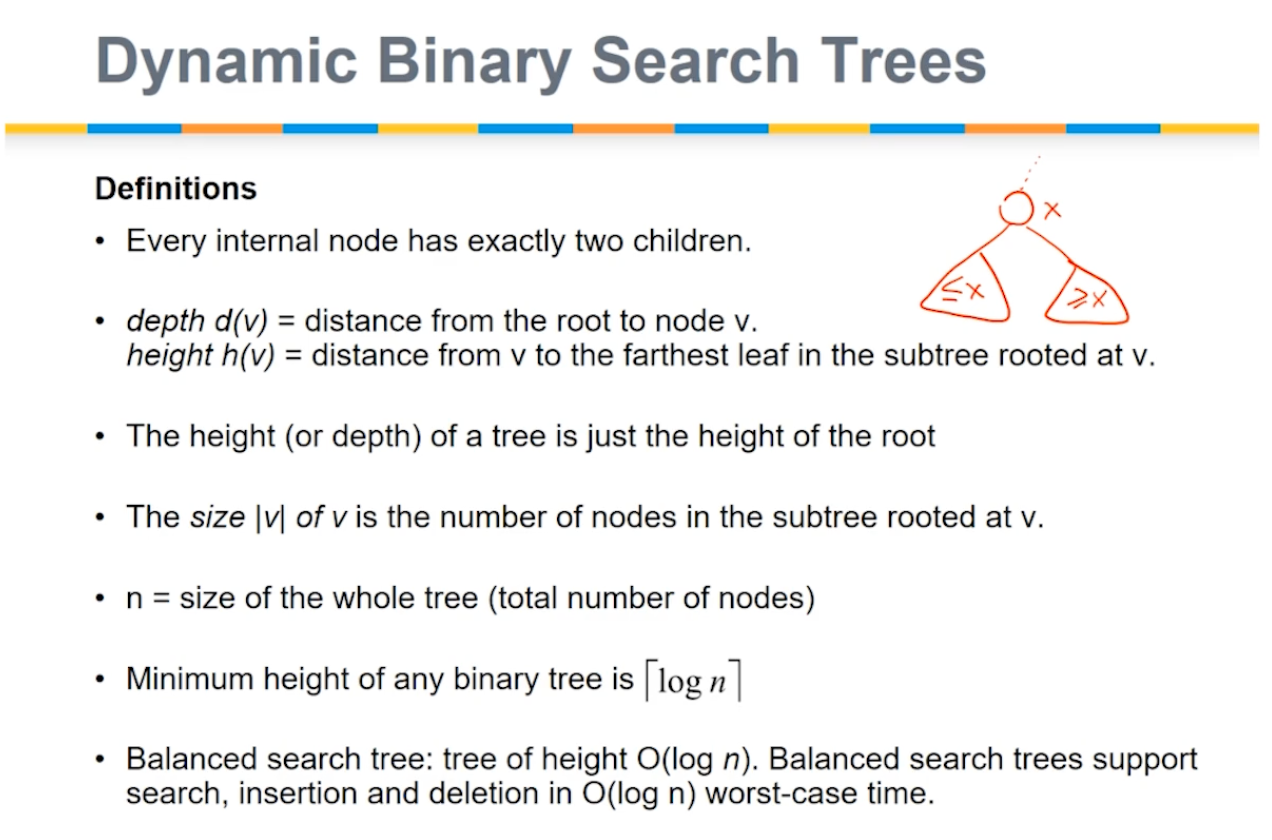 Dynamic Binary Search Trees
Definitions
• Every internal node has exactly two children.
x
≤x
≥x
• depth d(v) = distance from the root to node v.
height h(v) = distance from v to the farthest leaf in the subtree rooted at v.
• The height (or depth) of a tree is just the height of the root
• The size |v| of v is the number of nodes in the subtree rooted at v.
• n = size of the whole tree (total number of nodes)
• Minimum height of any binary tree is ⌈log n⌉
• Balanced search tree: tree of height O(log n). Balanced search trees support
search, insertion and deletion in O(log n) worst-case time.